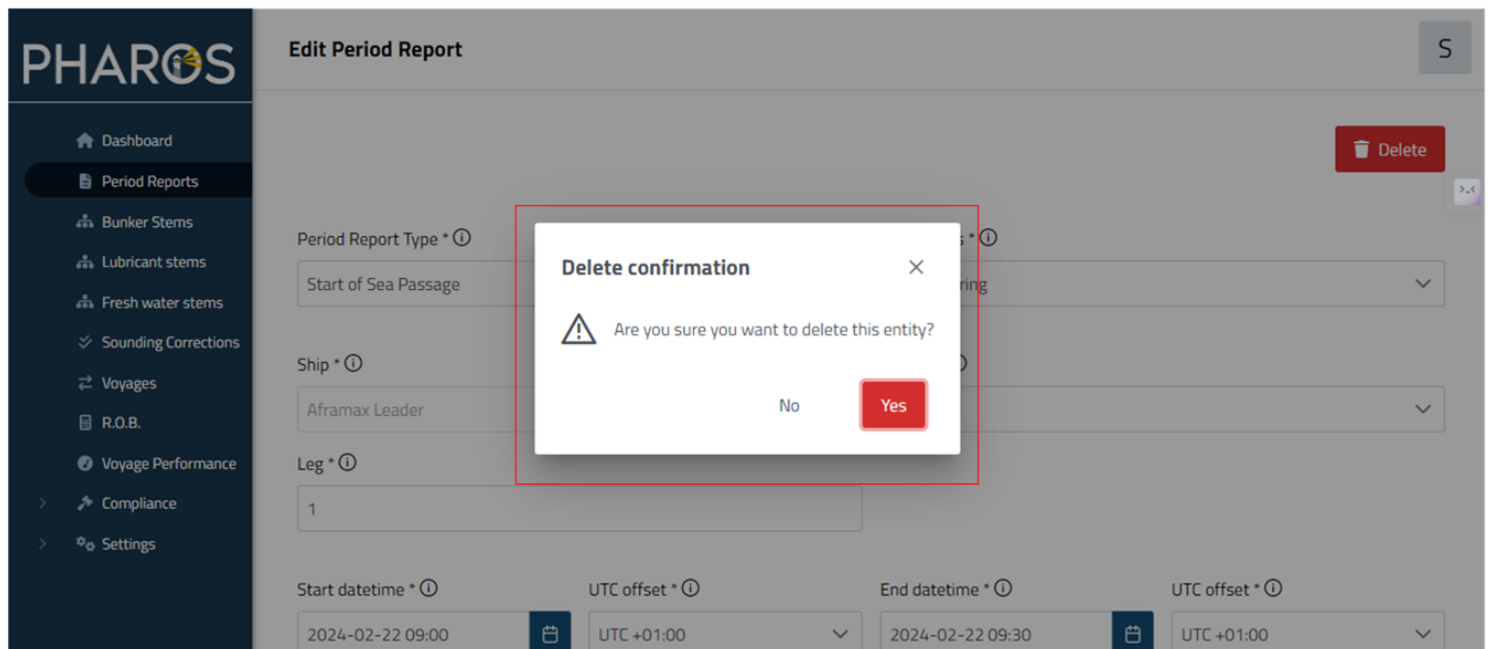 PHAROS
Edit Period Report
S
Dashboard
Delete
Period Reports
Bunker Stems
Lubricant stems
Fresh water stems
Sounding Corrections
Voyages
R.O.B.
Voyage Performance
Compliance
Settings
Period Report Type *
s *
Start of Sea Passage
ring
Delete confirmation
Are you sure you want to delete this entity?
No
Yes
Ship *
Aframax Leader
Leg *
1
Start datetime *
UTC offset *
End datetime *
UTC offset *
2024-02-22 09:00
UTC +01:00
2024-02-22 09:30
UTC +01:00